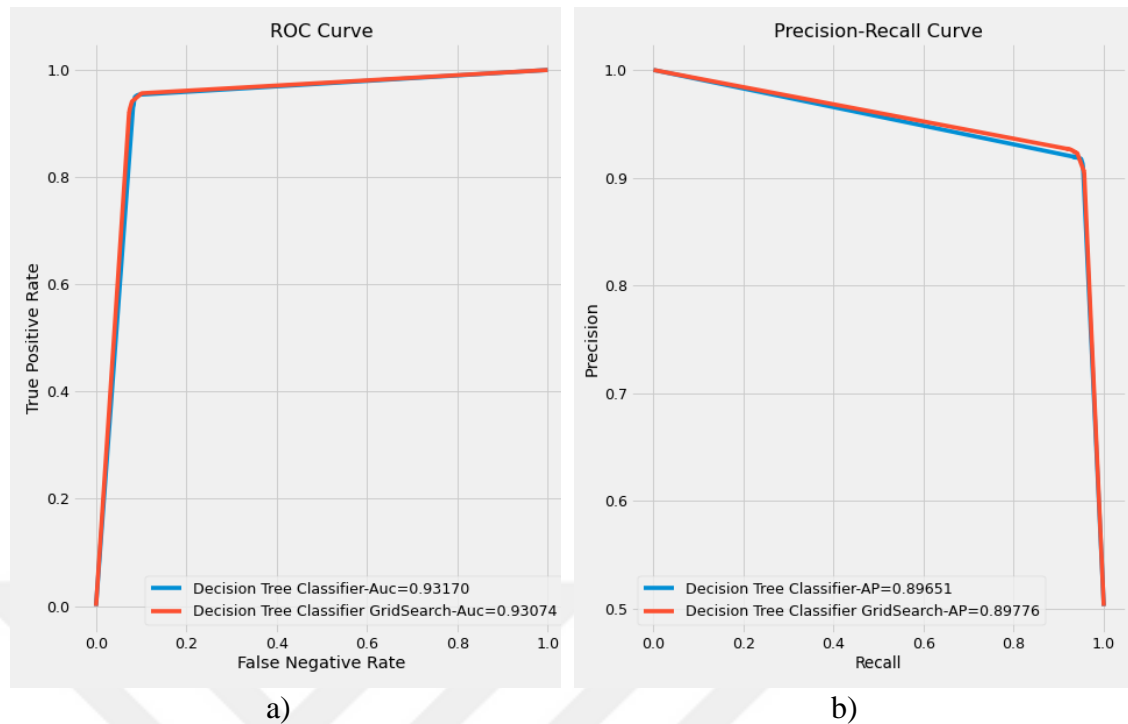 ROC Curve
True Positive Rate
1.0
0.8
0.6
0.4
0.2
0.0
Decision Tree Classifier-Auc=0.93170
Decision Tree Classifier GridSearch-Auc=0.93074
0.0 0.2 0.4 0.6 0.8 1.0
False Negative Rate
a)
Precision-Recall Curve
Precision
1.0
0.9
0.8
0.7
0.6
0.5
Decision Tree Classifier-AP=0.89651
Decision Tree Classifier GridSearch-AP=0.89776
0.0 0.2 0.4 0.6 0.8 1.0
Recall
b)